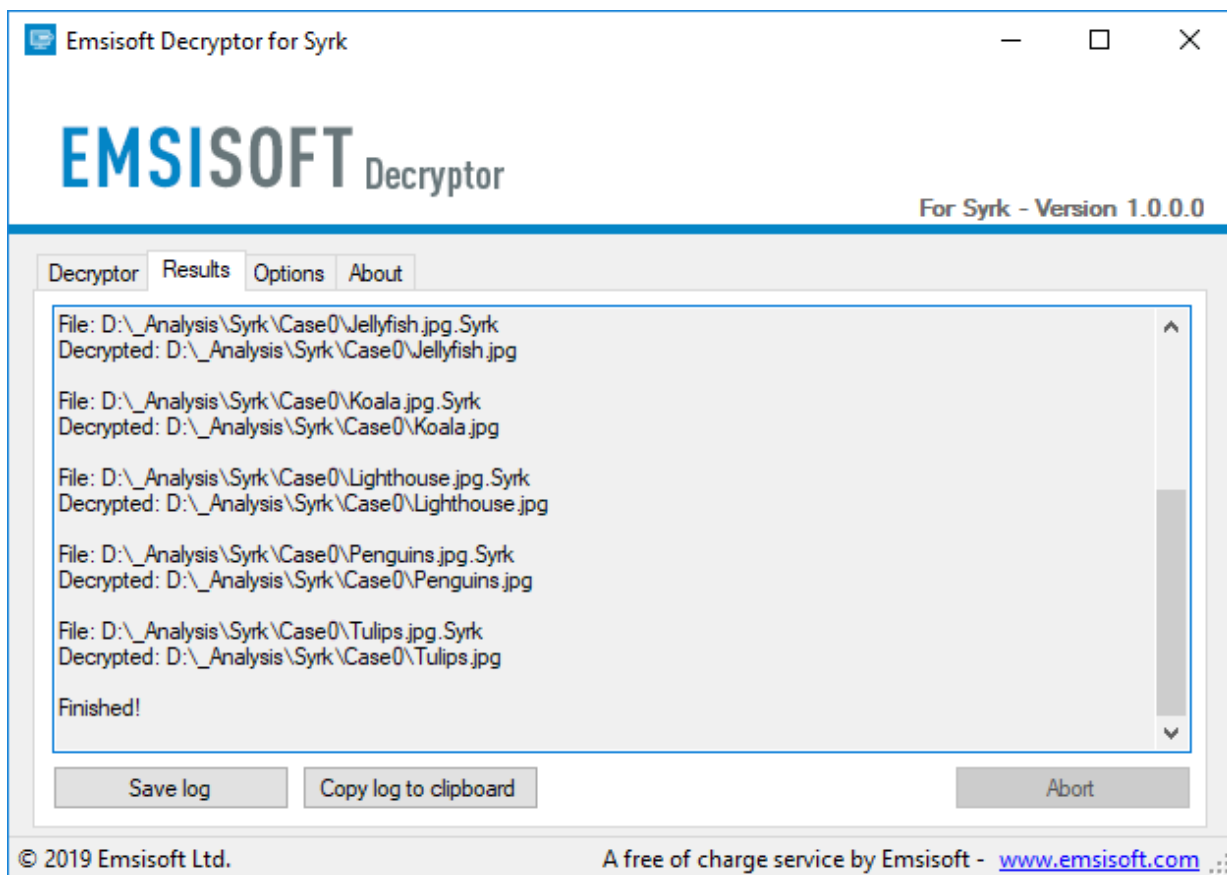 Emsisoft Decryptor for Syrk
EMSISOFT Decryptor
For Syrk - Version 1.0.0.0
Decryptor Results Options About
File: D:\_Analysis\Syrk\Case0\Jellyfish.jpg.Syrk
Decrypted: D:\_Analysis\Syrk\Case0\Jellyfish.jpg
File: D:\_Analysis\Syrk\Case0\Koala.jpg.Syrk
Decrypted: D:\_Analysis\Syrk\Case0\Koala.jpg
File: D:\_Analysis\Syrk\Case0\Lighthouse.jpg.Syrk
Decrypted: D:\_Analysis\Syrk\Case0\Lighthouse.jpg
File: D:\_Analysis\Syrk\Case0\Penguins.jpg.Syrk
Decrypted: D:\_Analysis\Syrk\Case0\Penguins.jpg
File: D:\_Analysis\Syrk\Case0\Tulips.jpg.Syrk
Decrypted: D:\_Analysis\Syrk\Case0\Tulips.jpg
Finished!
Save log Copy log to clipboard Abort
© 2019 Emsisoft Ltd. A free of charge service by Emsisoft - www.emsisoft.com